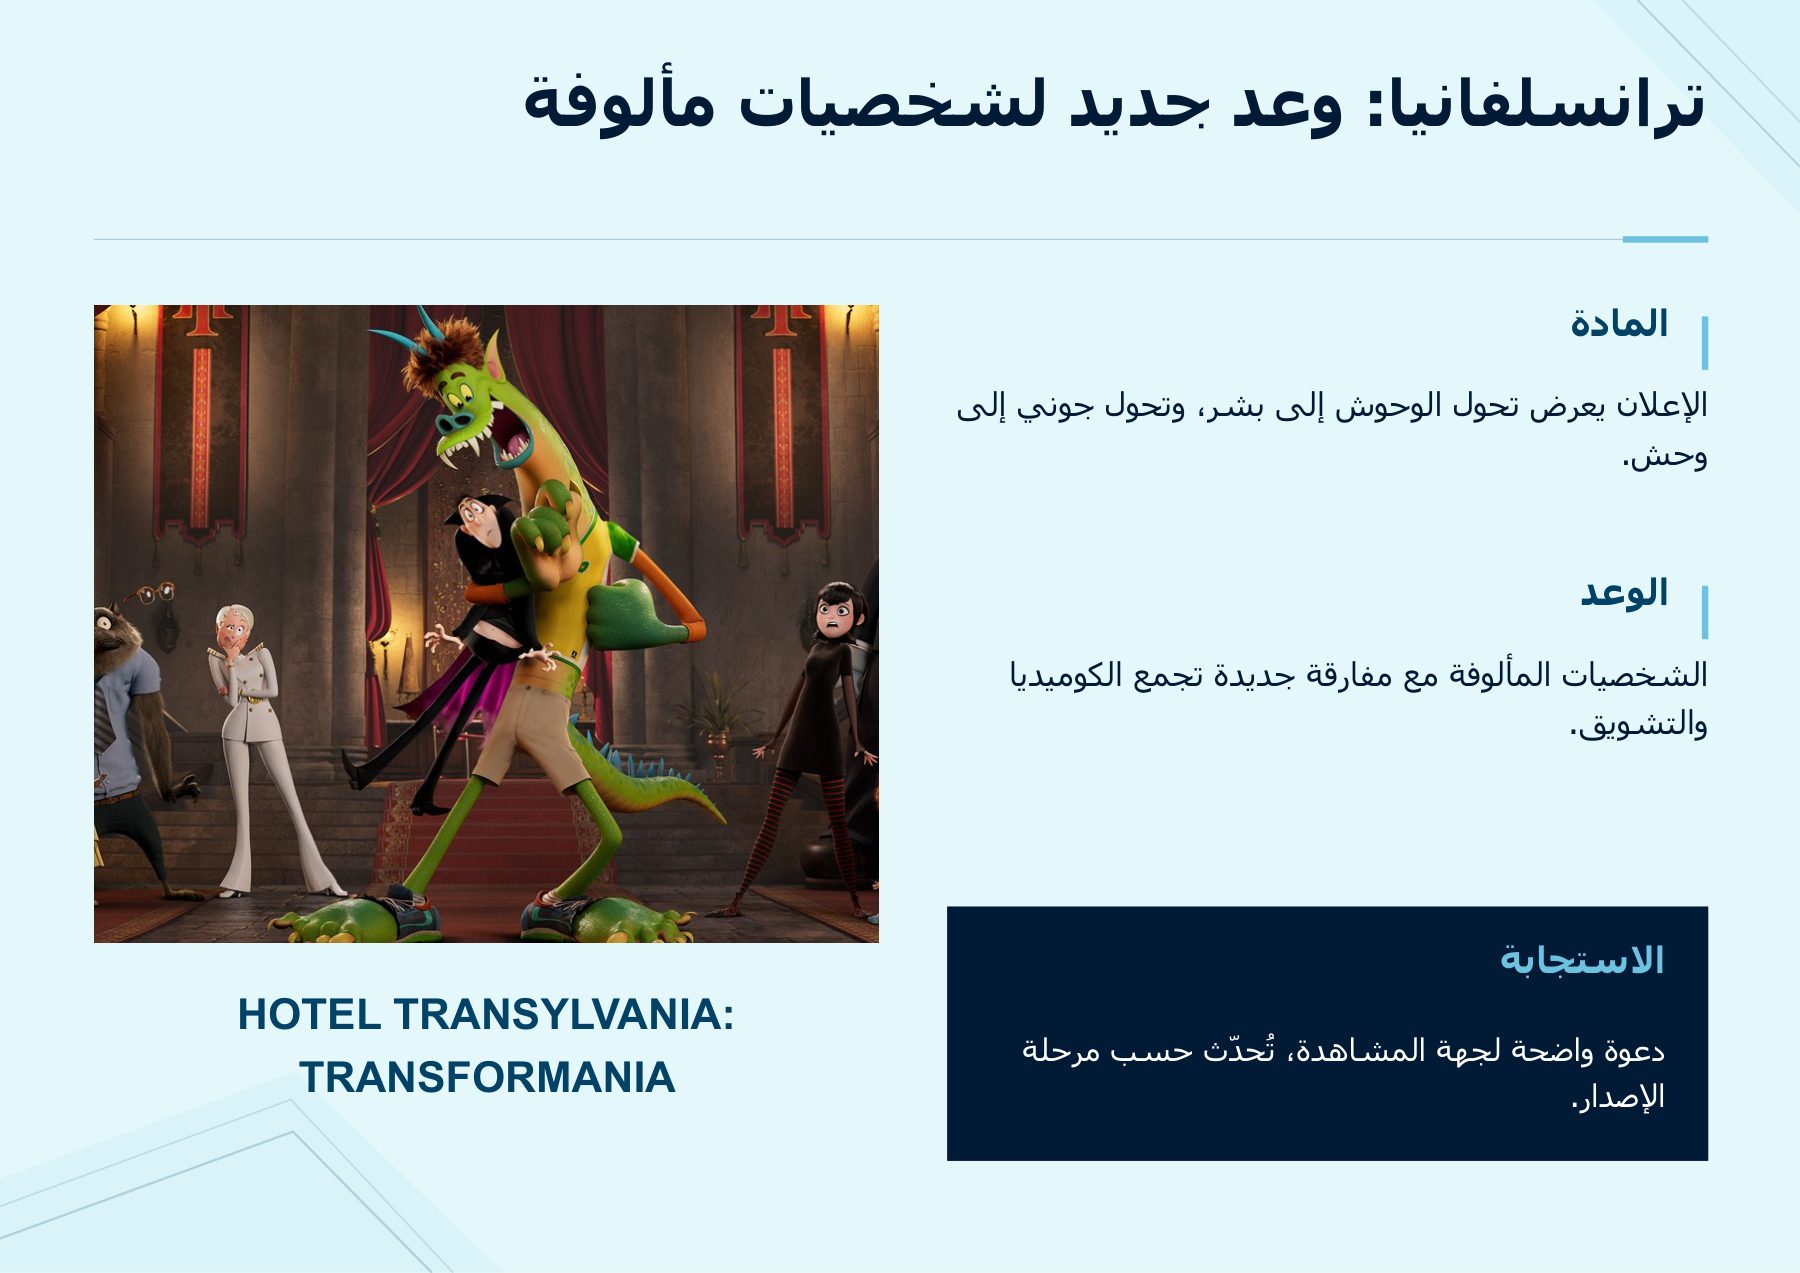 ترانسلفانيا: وعد جديد لشخصيات مألوفة
المادة
الإعلان يعرض تحول الوحوش إلى بشر، وتحول جوني إلى
وحش.
الوعد
الشخصيات المألوفة مع مفارقة جديدة تجمع الكوميديا
والتشويق.
الاستجابة
دعوة واضحة لجهة المشاهدة، تُحدّث حسب مرحلة
الإصدار.
HOTEL TRANSYLVANIA:
TRANSFORMANIA